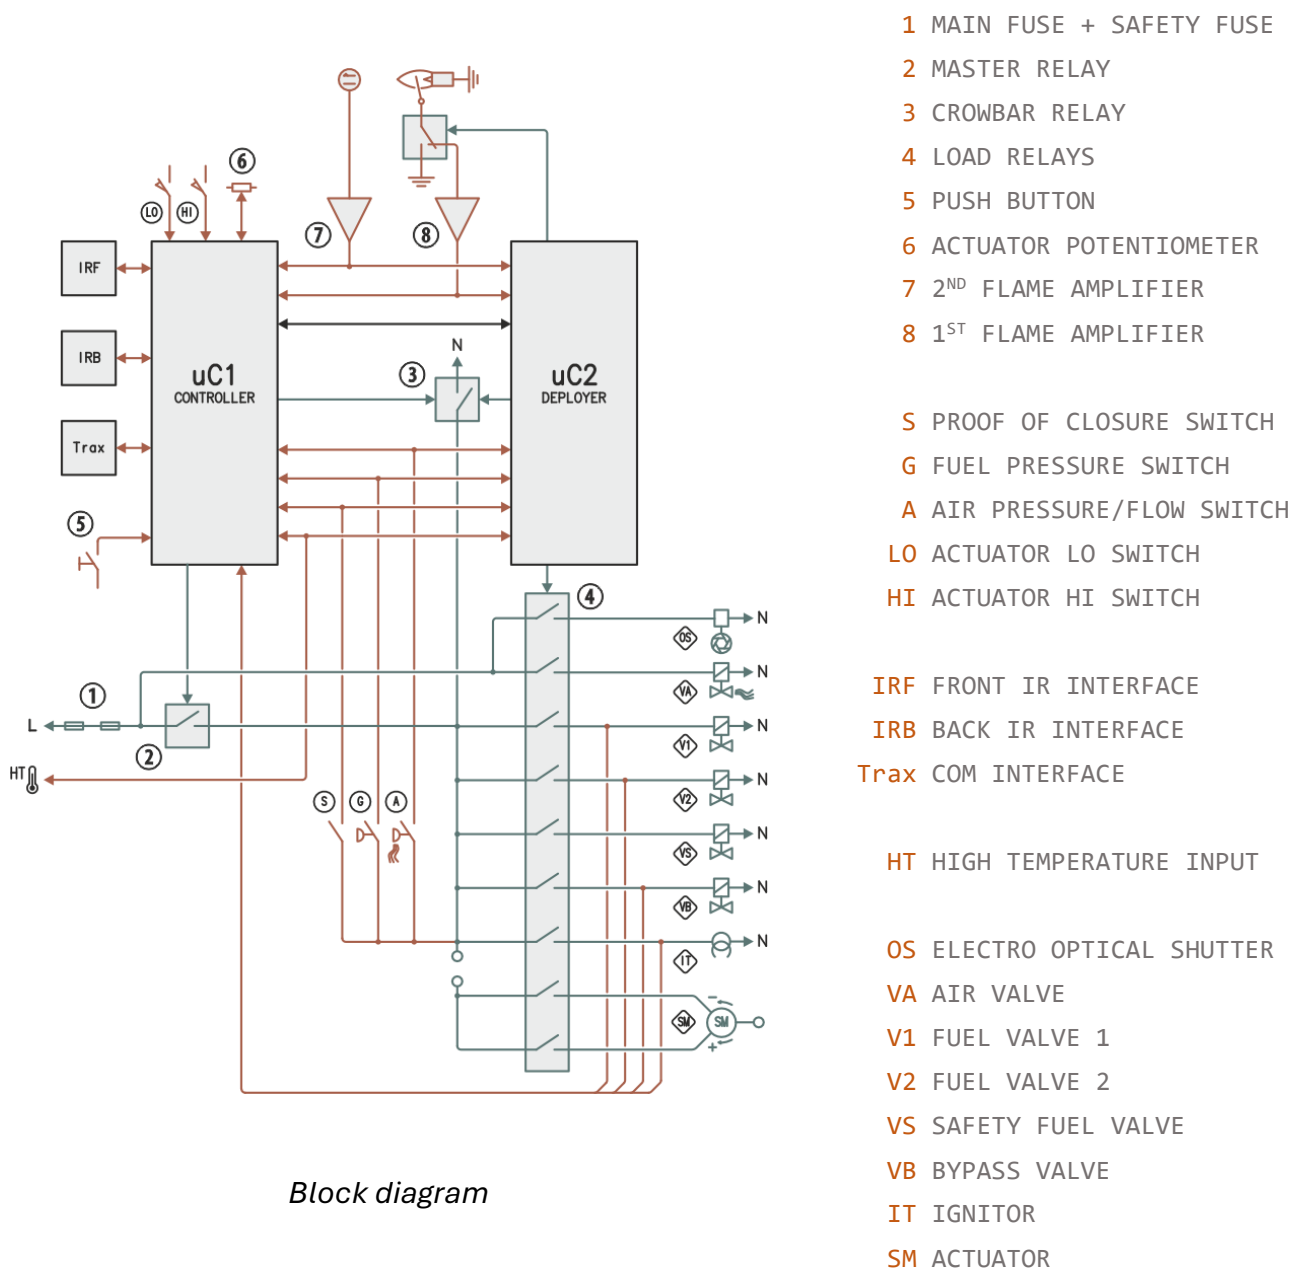 6
LO
HI
7
8
IRF
IRB
Trax
5
uC1
CONTROLLER
N
3
uC2
DEPLOYER
4
1
L
2
HT
S
G
A
OS
N
VA
N
V1
N
V2
N
VS
N
VB
N
IT
N
SM
−
SM
+
Block diagram
1 MAIN FUSE + SAFETY FUSE
2 MASTER RELAY
3 CROWBAR RELAY
4 LOAD RELAYS
5 PUSH BUTTON
6 ACTUATOR POTENTIOMETER
7 2ND FLAME AMPLIFIER
8 1ST FLAME AMPLIFIER
S PROOF OF CLOSURE SWITCH
G FUEL PRESSURE SWITCH
A AIR PRESSURE/FLOW SWITCH
LO ACTUATOR LO SWITCH
HI ACTUATOR HI SWITCH
IRF FRONT IR INTERFACE
IRB BACK IR INTERFACE
Trax COM INTERFACE
HT HIGH TEMPERATURE INPUT
OS ELECTRO OPTICAL SHUTTER
VA AIR VALVE
V1 FUEL VALVE 1
V2 FUEL VALVE 2
VS SAFETY FUEL VALVE
VB BYPASS VALVE
IT IGNITOR
SM ACTUATOR